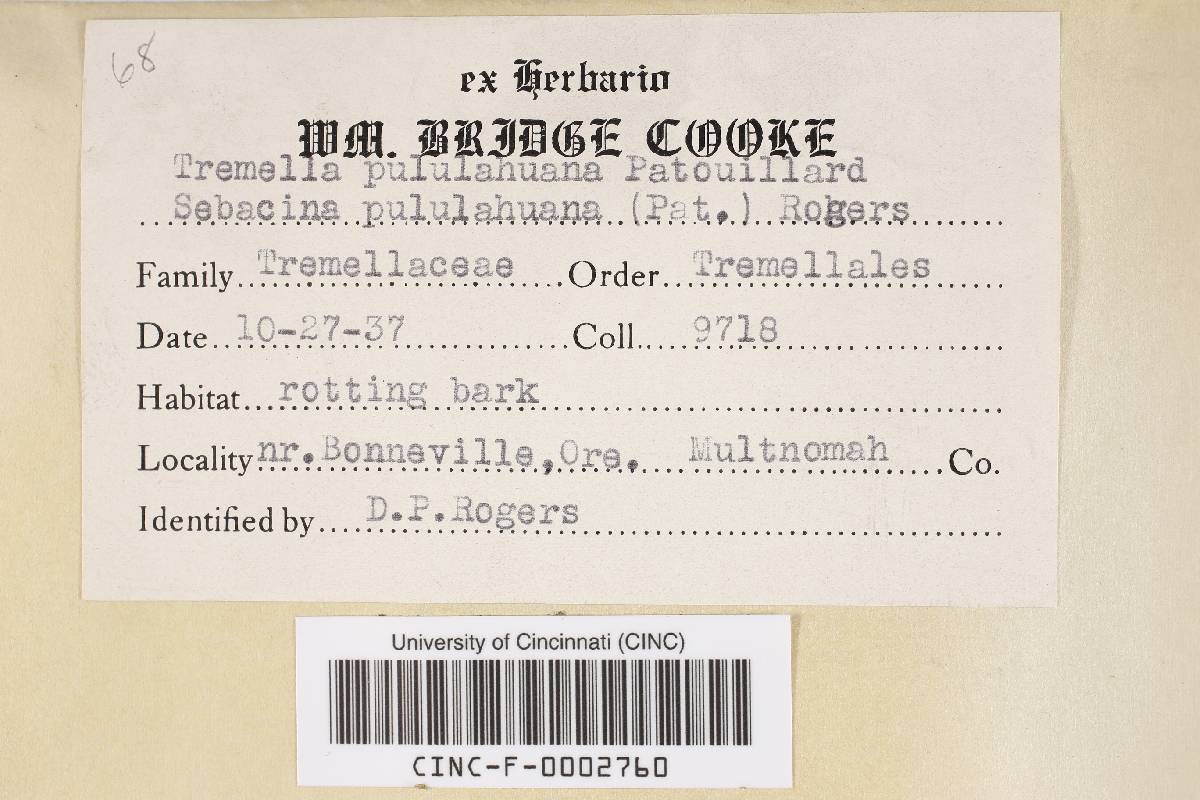 68
ex Herbario
WM. BRIDGE COOKE
Tremella pululahuana Patouillard
Sebacina pululahuana (Pat.) Rogers
Family Tremellaceae Order Tremellales
Date 10-27-37 Coll. 9718
Habitat rotting bark
Locality nr. Bonneville, Ore. Multnomah Co.
Identified by D.P. Rogers
University of Cincinnati (CINC)
CINC-F-0002760